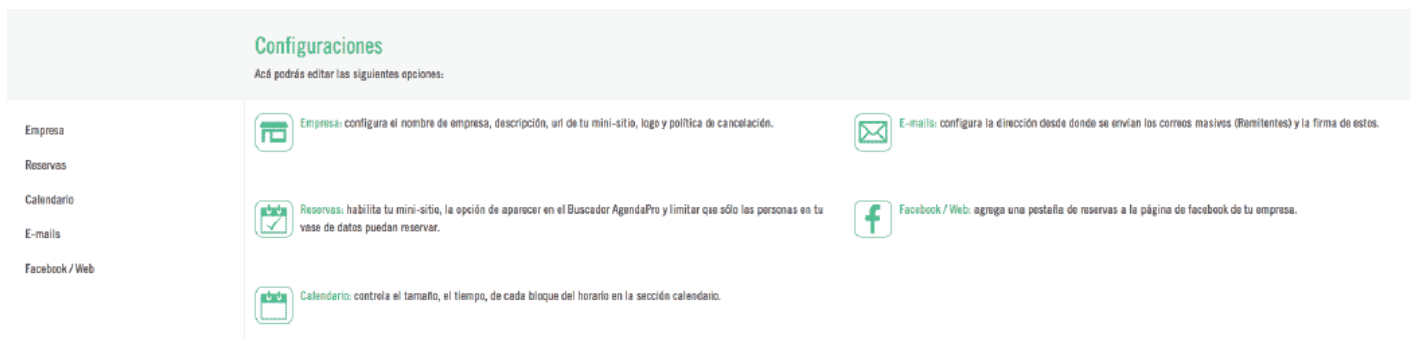 Configuraciones
Acá podrás editar las siguientes opciones:
Empresa
Reservas
Calendario
E-mails
Facebook / Web
Empresa: configura el nombre de empresa, descripción, url de tu mini-sitio, logo y política de cancelación.
Reservas: habilita tu mini-sitio, la opción de aparecer en el Buscador AgendaPro y limitar que sólo las personas en tu
vase de datos puedan reservar.
Calendario: controla el tamaño, el tiempo, de cada bloque del horario en la sección calendario.
E-mails: configura la dirección desde donde se envían los correos masivos (Remitentes) y la firma de estos.
Facebook / Web: agrega una pestaña de reservas a la página de facebook de tu empresa.